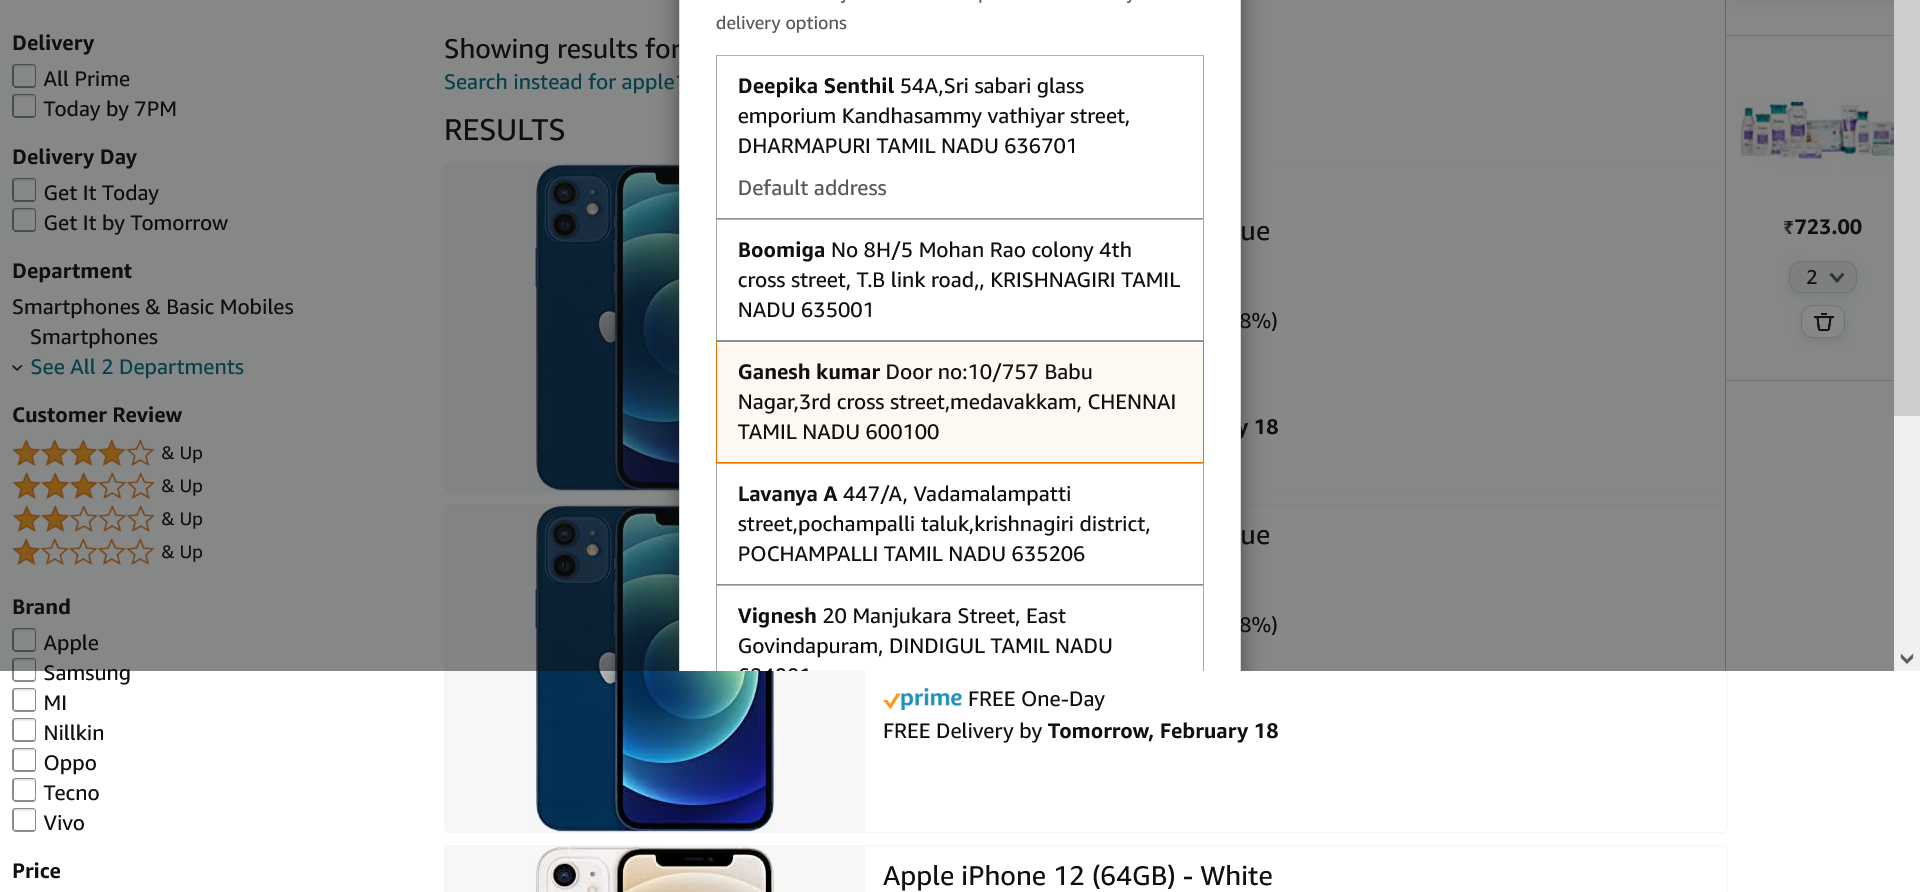 Delivery
All Prime
Today by 7PM
Delivery Day
Get It Today
Get It by Tomorrow
Department
Smartphones & Basic Mobiles
Smartphones
See All 2 Departments
Customer Review
& Up
& Up
& Up
& Up
Brand
Apple
Samsung
MI
Nillkin
Oppo
Tecno
Vivo
Price
Showing results for
Search instead for apple
RESULTS
delivery options
Deepika Senthil 54A,Sri sabari glass
emporium Kandhasammy vathiyar street,
DHARMAPURI TAMIL NADU 636701
Default address
Boomiga No 8H/5 Mohan Rao colony 4th
cross street, T.B link road,, KRISHNAGIRI TAMIL
NADU 635001
Ganesh kumar Door no:10/757 Babu
Nagar,3rd cross street,medavakkam, CHENNAI
TAMIL NADU 600100
Lavanya A 447/A, Vadamalampatti
street,pochampalli taluk,krishnagiri district,
POCHAMPALLI TAMIL NADU 635206
Vignesh 20 Manjukara Street, East
Govindapuram, DINDIGUL TAMIL NADU
ue
8%)
y 18
ue
8%)
prime FREE One-Day
FREE Delivery by Tomorrow, February 18
Apple iPhone 12 (64GB) - White
₹723.00
2